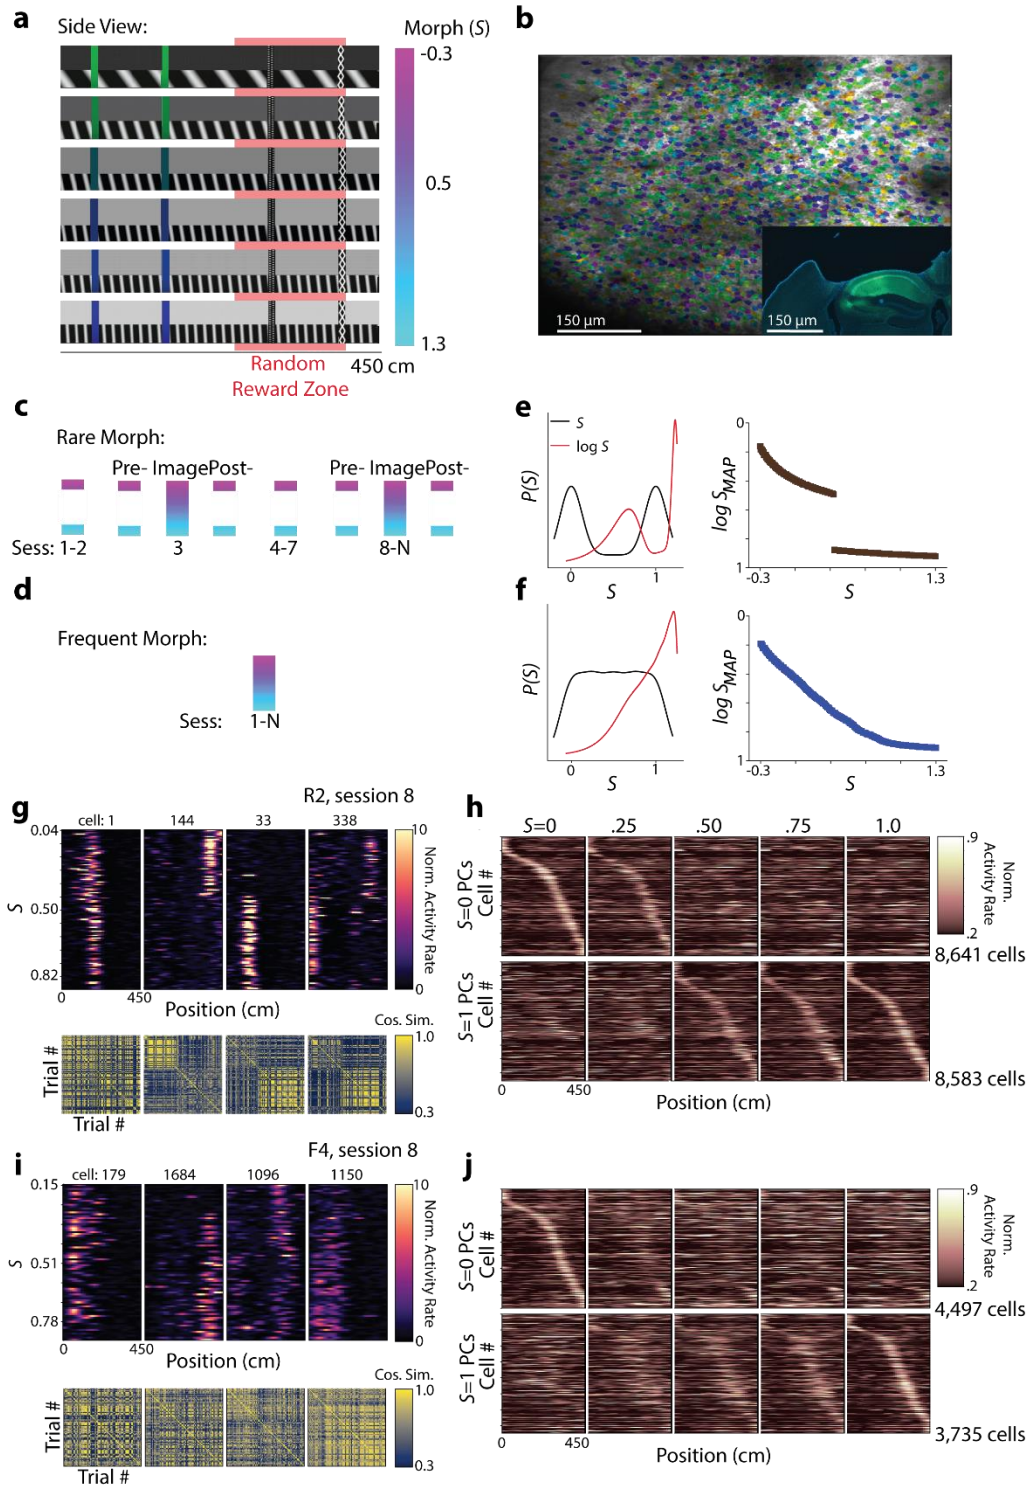 a
Side View:
Morph (S)
-0.3
0.5
1.3
Random
Reward Zone
450 cm
b
150 µm
150 µm
c
Rare Morph:
Pre- Image Post-
Pre- Image Post-
Sess: 1-2 3 4-7 8-N
d
Frequent Morph:
Sess: 1-N
e
S
log S
P(S)
0 1
S
0
log SMAP
1
-0.3 1.3
f
P(S)
0 1
S
0
log SMAP
1
-0.3 1.3
S
g
R2, session 8
cell: 1 144 33 338
0.04
0.50
0.82
S
0 450
Position (cm)
10
0
Norm. Activity Rate
Cos. Sim.
1.0
0.3
Trial #
Trial #
h
S=0 .25 .50 .75 1.0
S=0 PCs
Cell #
S=1 PCs
Cell #
.9
.2
Norm.
Activity Rate
8,641 cells
8,583 cells
0 450
Position (cm)
i
F4, session 8
cell: 179 1684 1096 1150
0.15
0.51
0.78
S
0 450
Position (cm)
10
0
Norm. Activity Rate
Cos. Sim.
1.0
0.3
Trial #
Trial #
j
S=0 PCs
Cell #
S=1 PCs
Cell #
.9
.2
Norm.
Activity Rate
4,497 cells
3,735 cells
0 450
Position (cm)